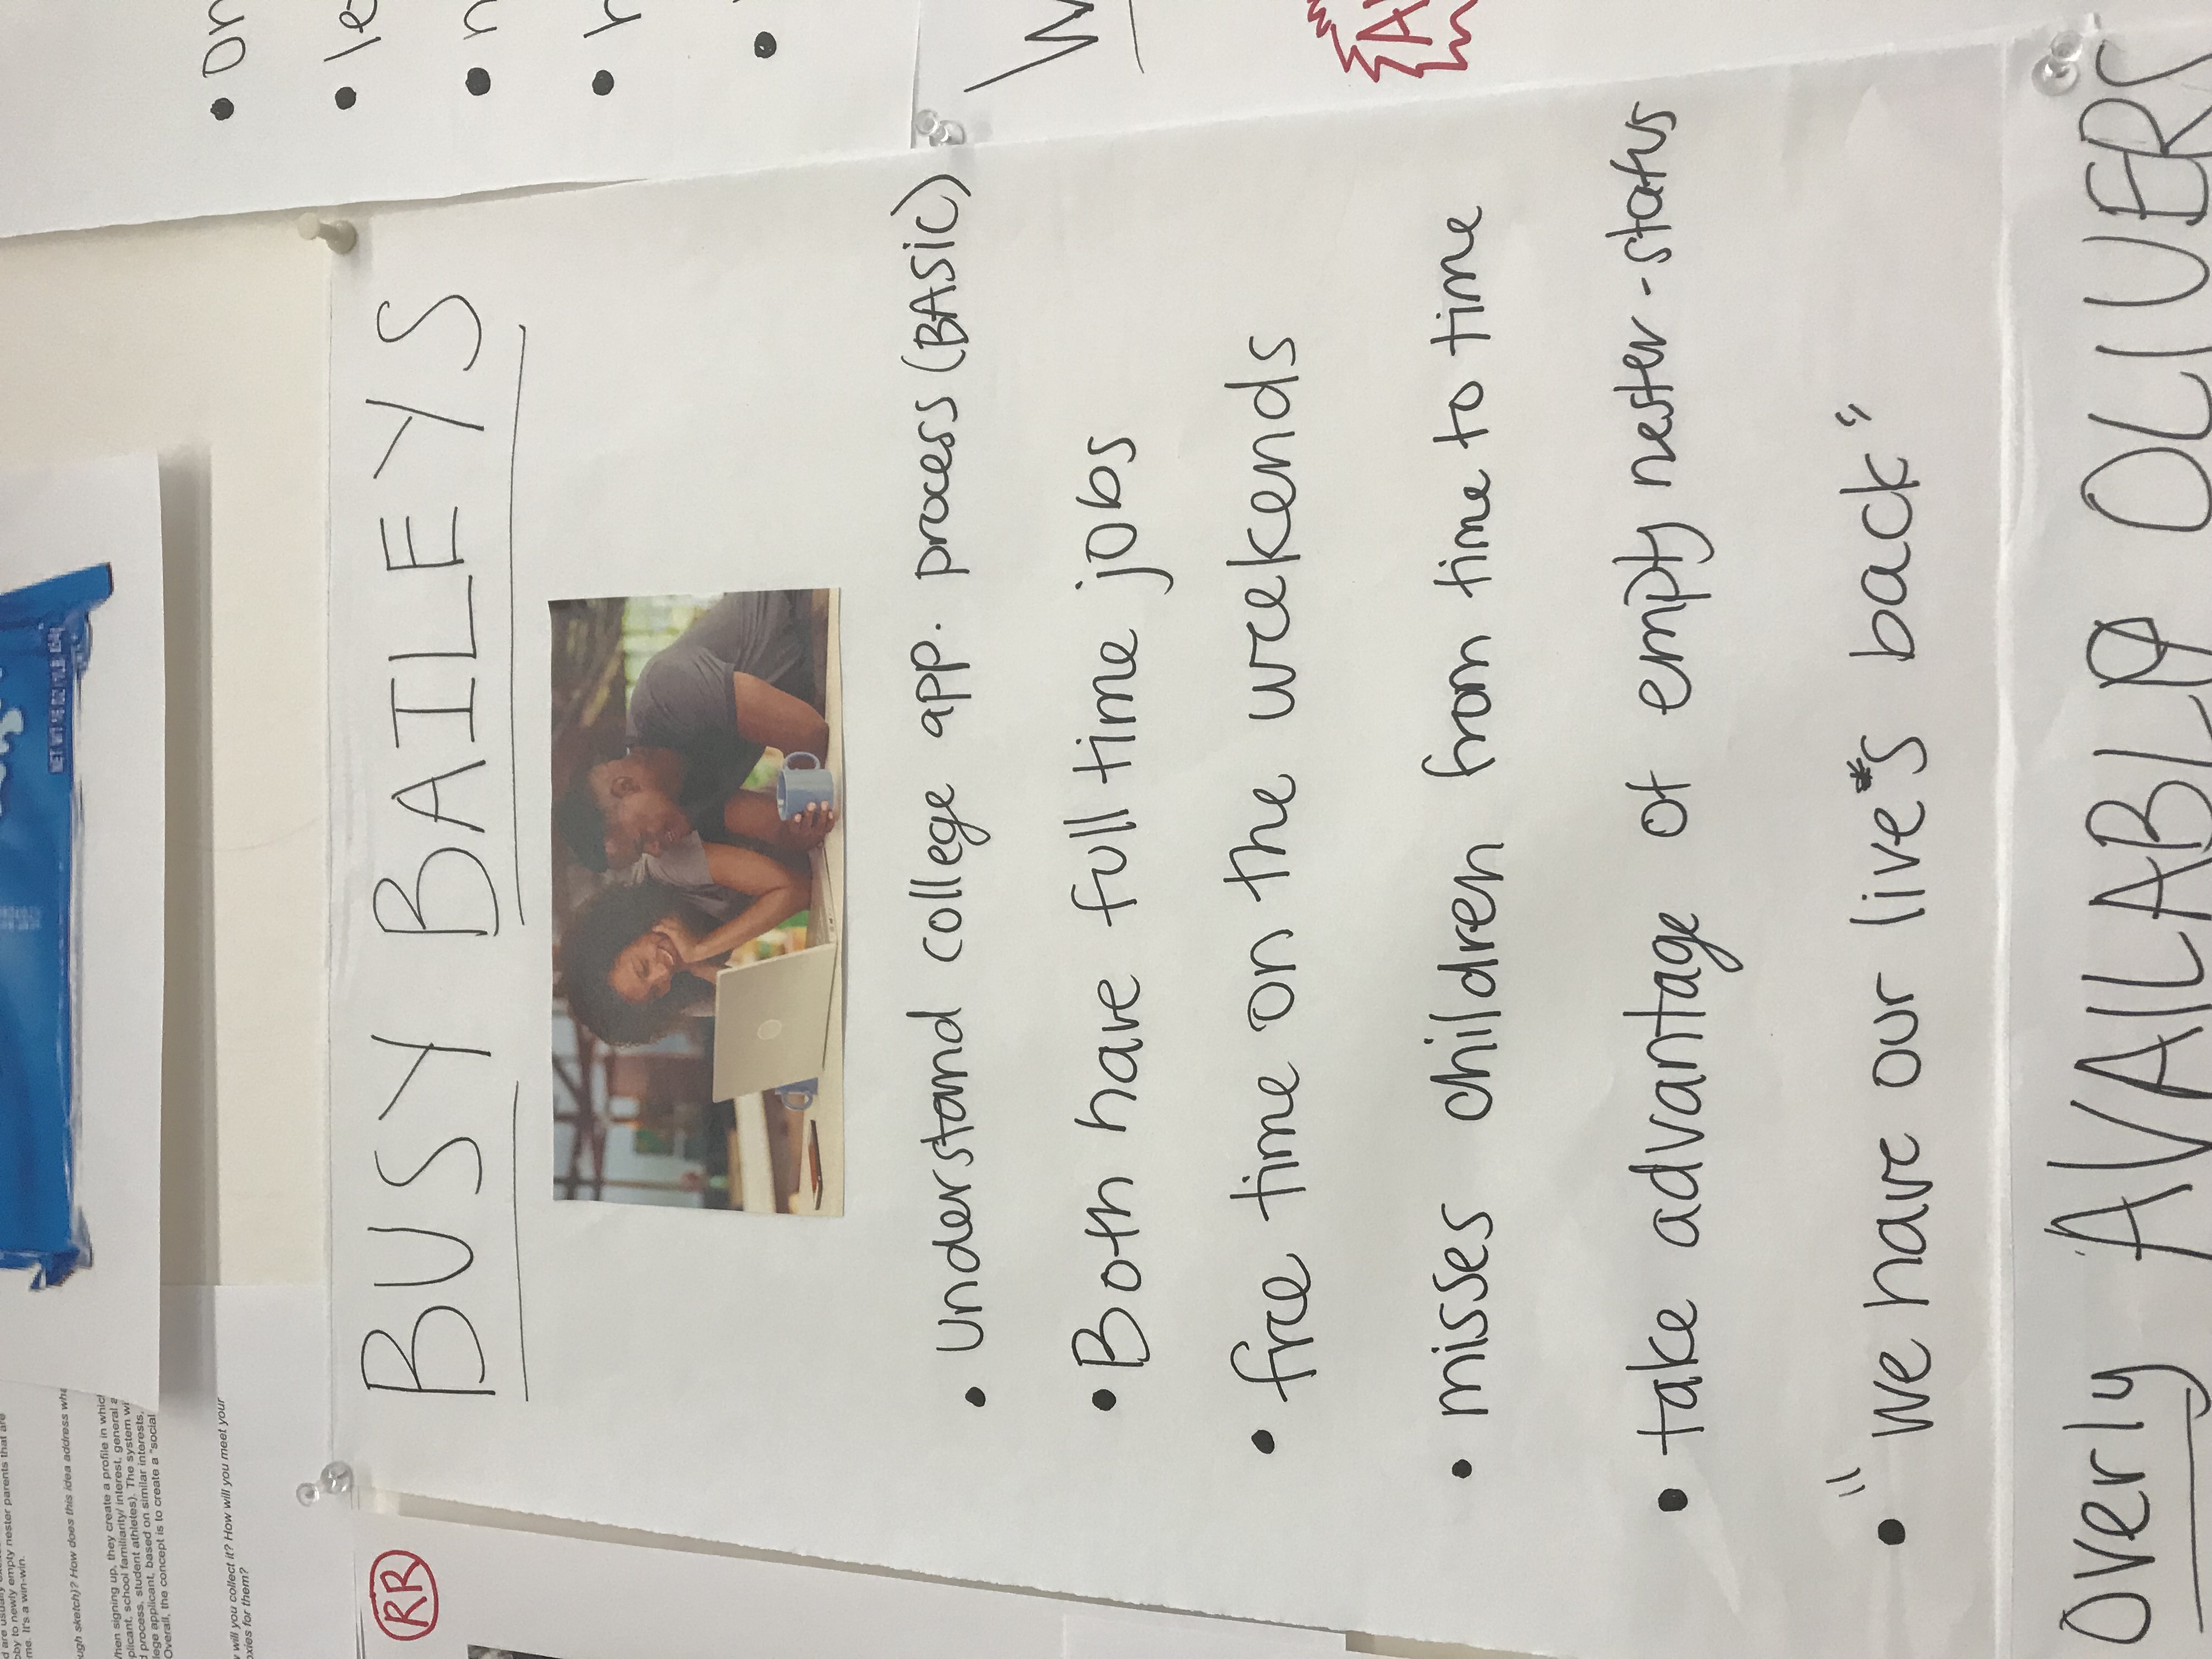 d are usually
bby to newly empty nester parents that are
me. It's a win-win.
ugh sketch)? How does this idea address wha
When signing up, they create a profile in which
plicant, school familiarity/ interest, general a
d process, student athletes). The system wi
lege applicant, based on similar interests,
Overall, the concept is to create a "social
w will you collect it? How will you meet your
oxies for them?
NET WT 16 OZ (1LB) 454g
RR
BUSY BAILEYS
• understand college app. process (BASIC)
• Both have full time jobs
• free time on the weekends
• misses children from time to time
• take advantage of empty nester-status
• "we have our live*s back"
Overly AVAILABLE OLIVERS
• on
• le
• n
• h
W
A